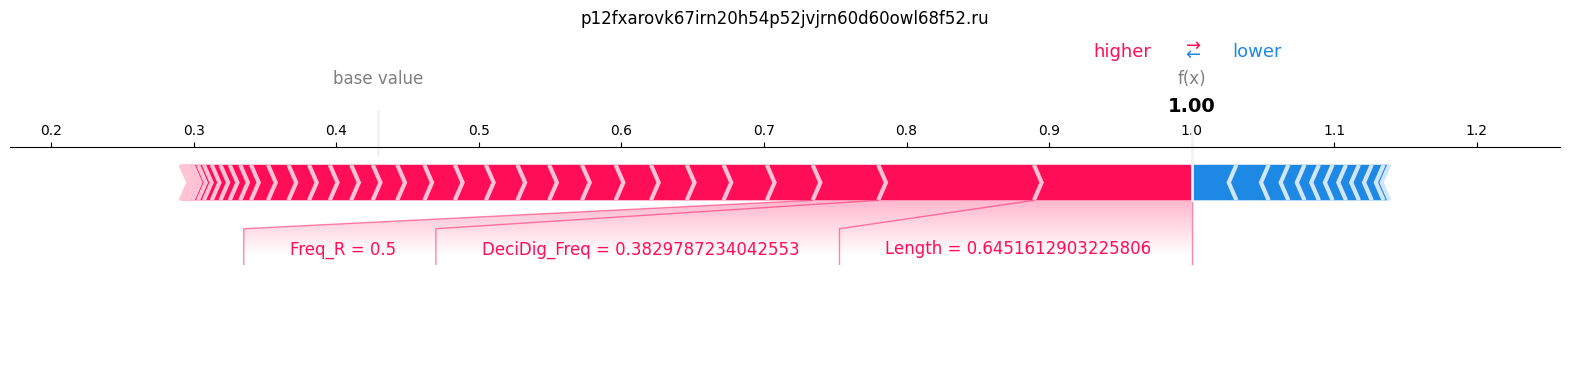 p12fxarovk67irn20h54p52jvjrn60d60owl68f52.ru
higher ⇄ lower
base value f(x)
1.00
0.2 0.3 0.4 0.5 0.6 0.7 0.8 0.9 1.0 1.1 1.2
Freq_R = 0.5 DeciDig_Freq = 0.3829787234042553 Length = 0.6451612903225806